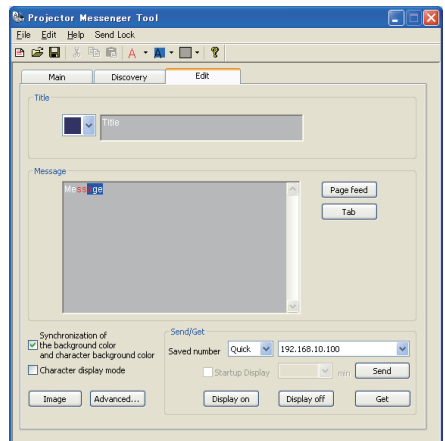 Projector Messenger Tool
File Edit Help Send Lock
A A ?
Main Discovery Edit
Title
Title
Message
Message
Page feed
Tab
Synchronization of
the background color
and character background color
Character display mode
Image Advanced...
Send/Get
Saved number Quick 192.168.10.100
Startup Display min Send
Display on Display off Get